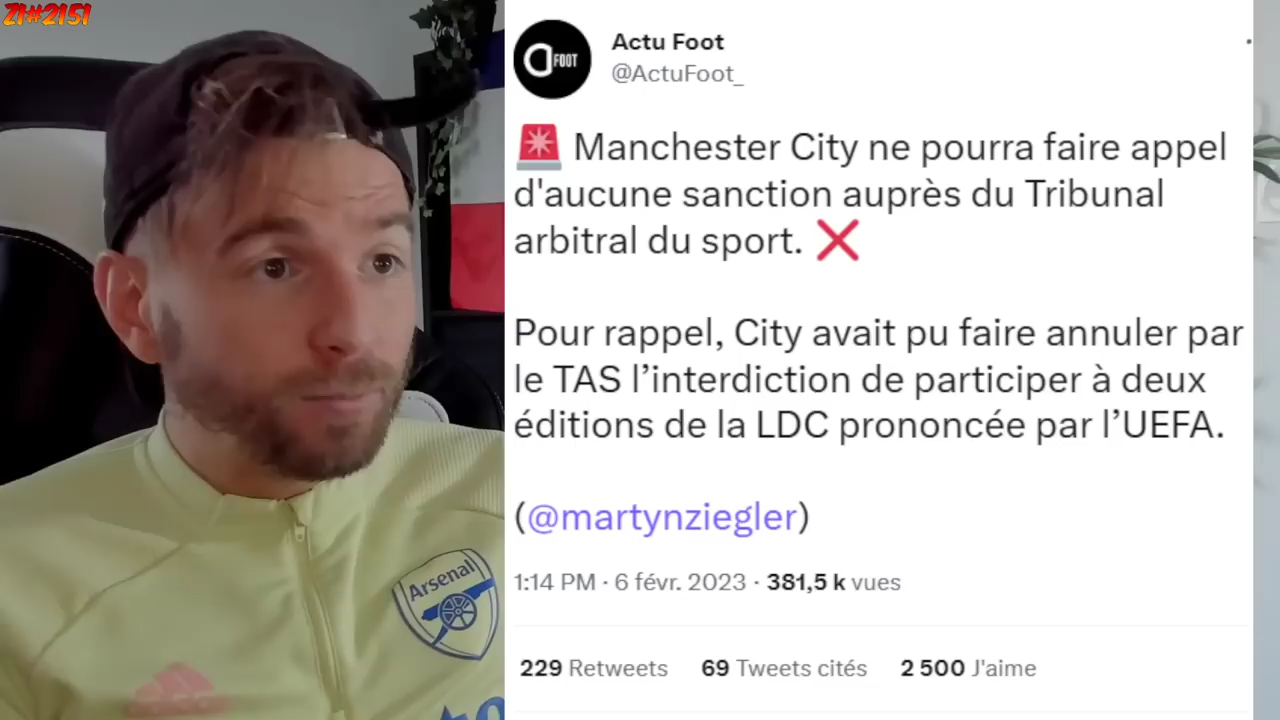 Z1#2151
FOOT
Actu Foot
@ActuFoot_
🚨 Manchester City ne pourra faire appel
d'aucune sanction auprès du Tribunal
arbitral du sport. ❌
Pour rappel, City avait pu faire annuler par
le TAS l’interdiction de participer à deux
éditions de la LDC prononcée par l’UEFA.
(@martynziegler)
1:14 PM · 6 févr. 2023 · 381,5 k vues
229 Retweets 69 Tweets cités 2 500 J'aime
Arsenal